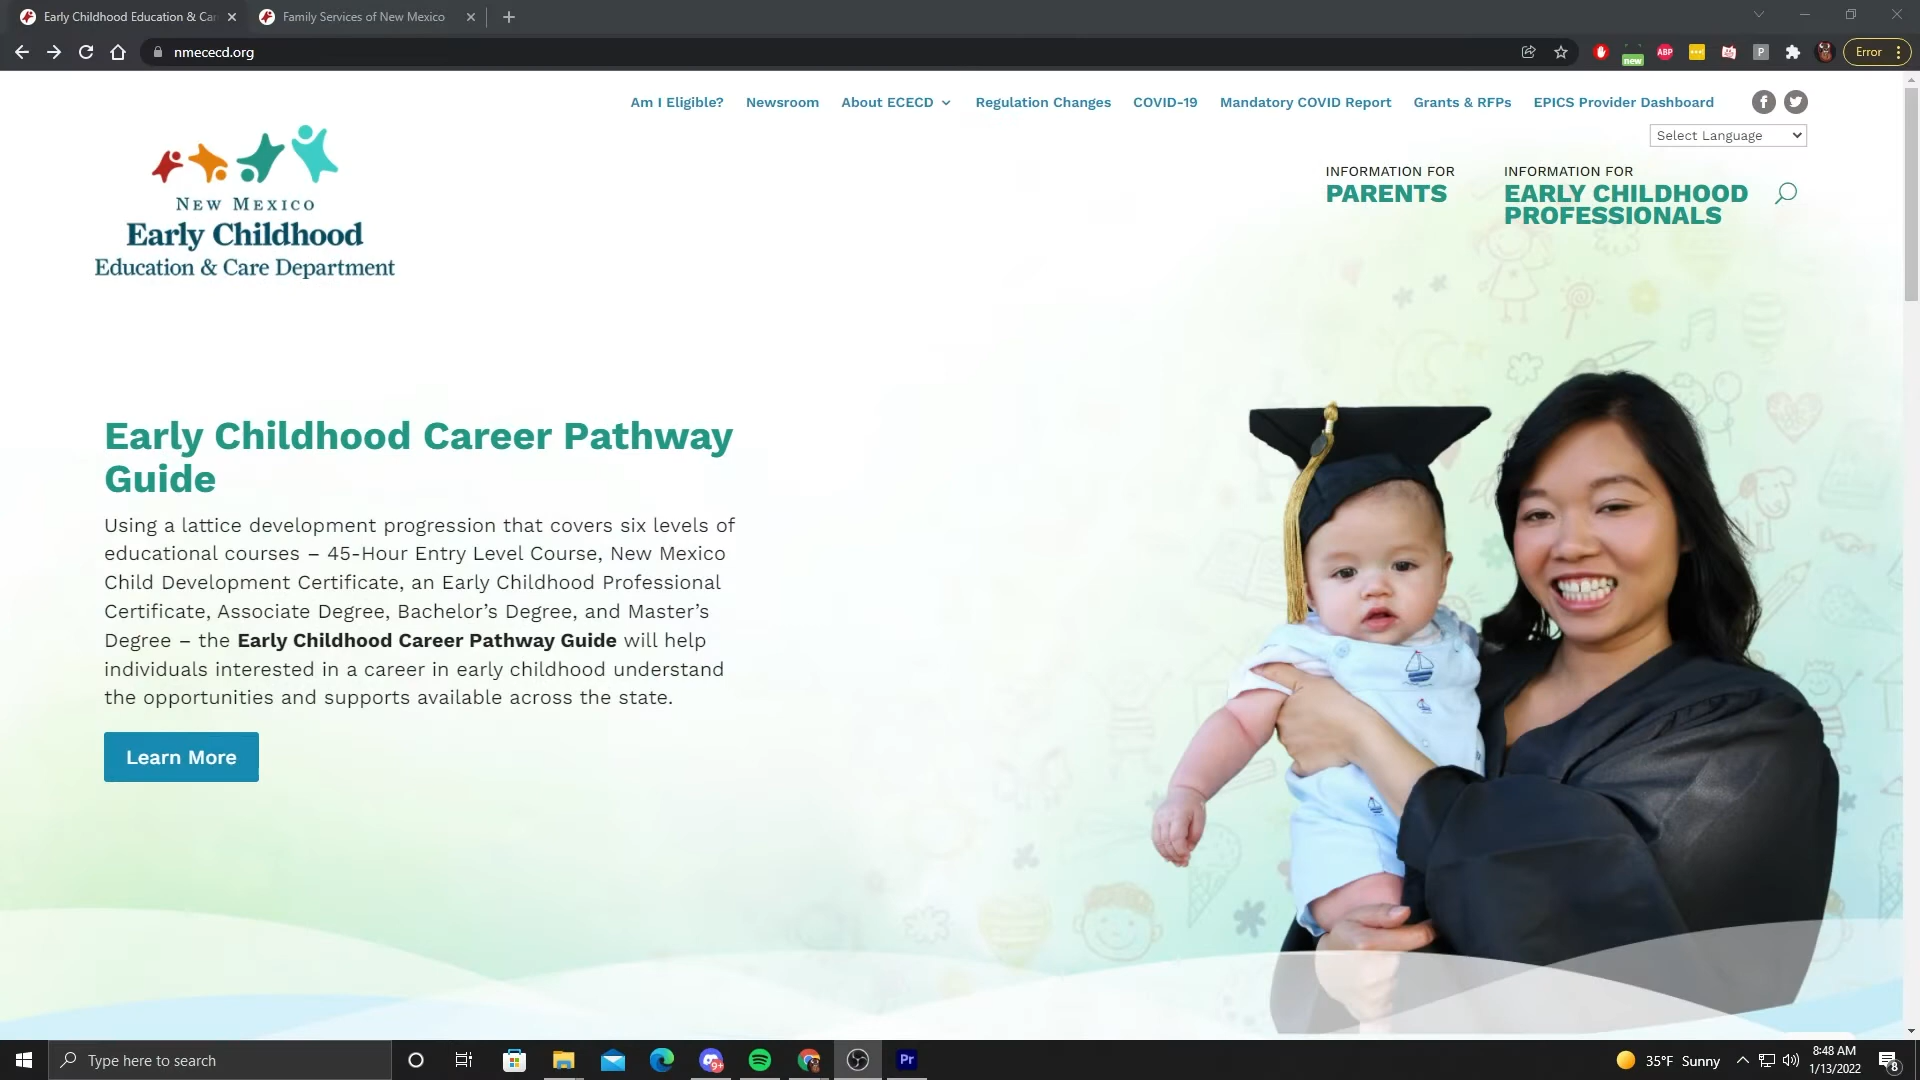 Early Childhood Education & Car
Family Services of New Mexico
nmececd.org
new
ABP
P
Error
Am I Eligible?
Newsroom
About ECECD
Regulation Changes
COVID-19
Mandatory COVID Report
Grants & RFPs
EPICS Provider Dashboard
Select Language
INFORMATION FOR
PARENTS
INFORMATION FOR
EARLY CHILDHOOD
PROFESSIONALS
NEW MEXICO
Early Childhood
Education & Care Department
Early Childhood Career Pathway
Guide
Using a lattice development progression that covers six levels of
educational courses – 45-Hour Entry Level Course, New Mexico
Child Development Certificate, an Early Childhood Professional
Certificate, Associate Degree, Bachelor’s Degree, and Master’s
Degree – the Early Childhood Career Pathway Guide will help
individuals interested in a career in early childhood understand
the opportunities and supports available across the state.
Learn More
Type here to search
9+
Pr
35°F Sunny
8:48 AM
1/13/2022
8